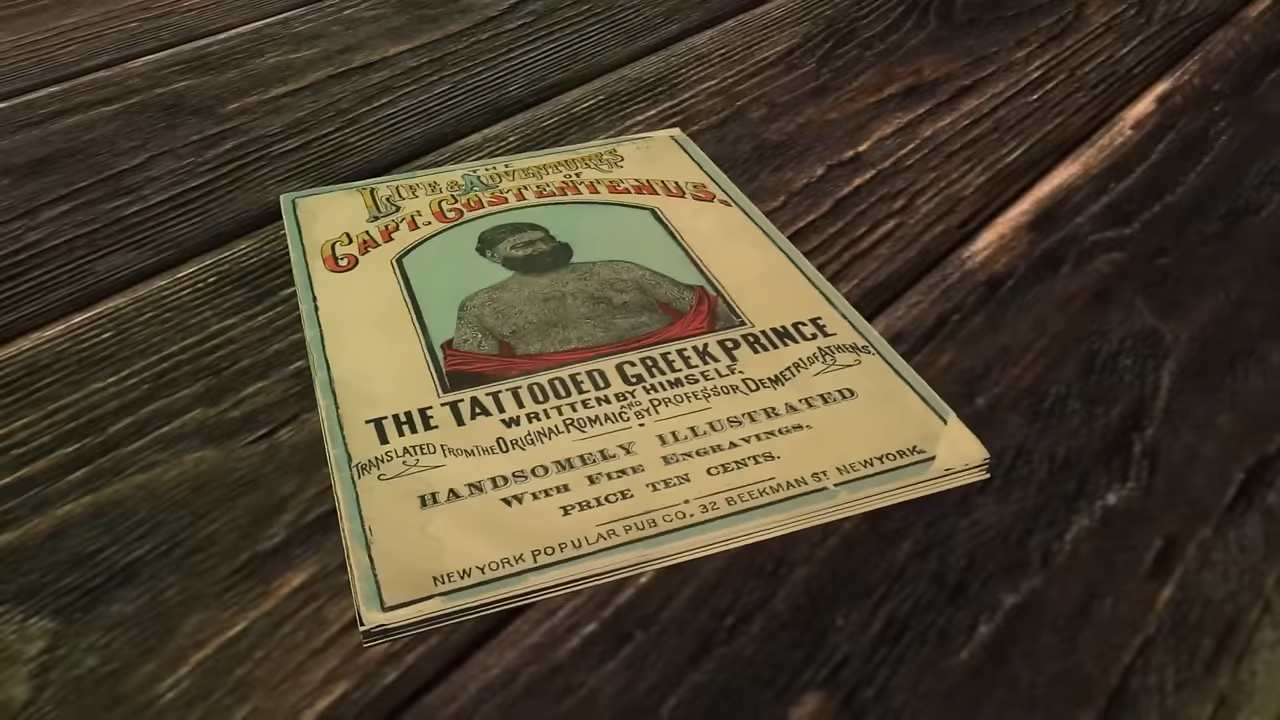 THE
LIFE & ADVENTURES
OF
CAPT. COSTENTENUS.
THE TATTOOED GREEK PRINCE
WRITTEN BY HIMSELF,
AND
TRANSLATED FROM THE ORIGINAL ROMAIC BY PROFESSOR DEMETRI OF ATHENS.
HANDSOMELY ILLUSTRATED
WITH FINE ENGRAVINGS.
PRICE TEN CENTS.
NEW YORK POPULAR PUB CO, 32 BEEKMAN ST NEW YORK.